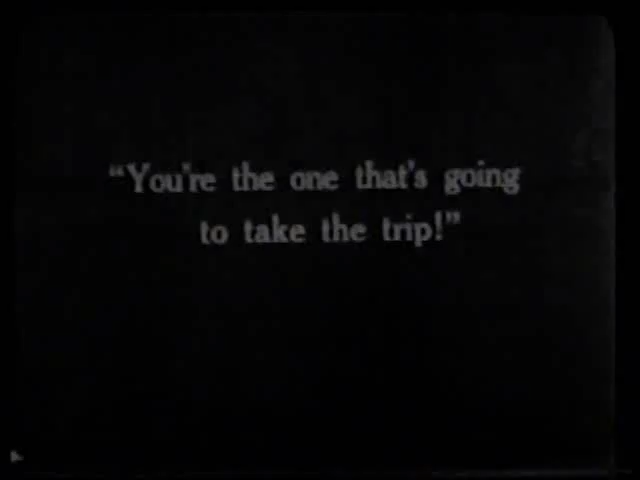 “You're the one that's going
to take the trip!”